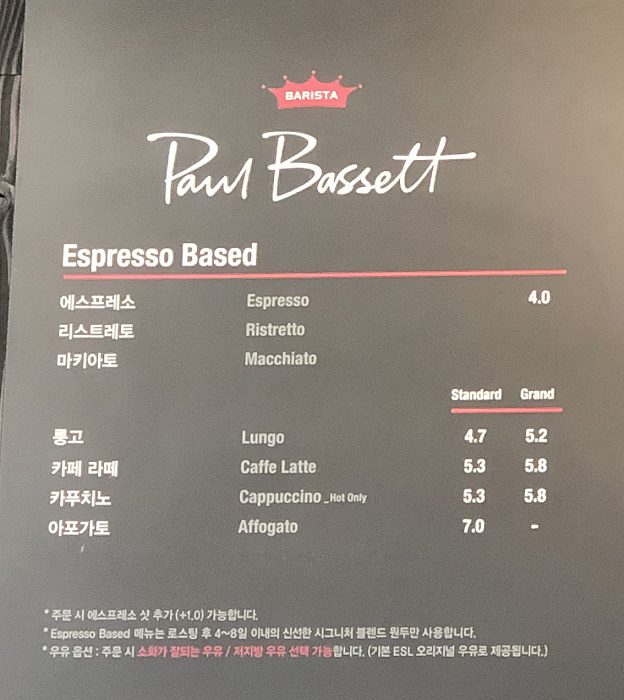 BARISTA
Paul Bassett
Espresso Based
에스프레소 Espresso 4.0
리스트레토 Ristretto
마키아토 Macchiato
Standard Grand
룽고 Lungo 4.7 5.2
카페 라떼 Caffe Latte 5.3 5.8
카푸치노 Cappuccino _Hot Only 5.3 5.8
아포가토 Affogato 7.0 -
* 주문 시 에스프레소 샷 추가 (+1.0) 가능합니다.
* Espresso Based 메뉴는 로스팅 후 4~8일 이내의 신선한 시그니처 블렌드 원두만 사용합니다.
* 우유 옵션 : 주문 시 소화가 잘되는 우유 / 저지방 우유 선택 가능합니다. (기본 ESL 오리지널 우유로 제공됩니다.)